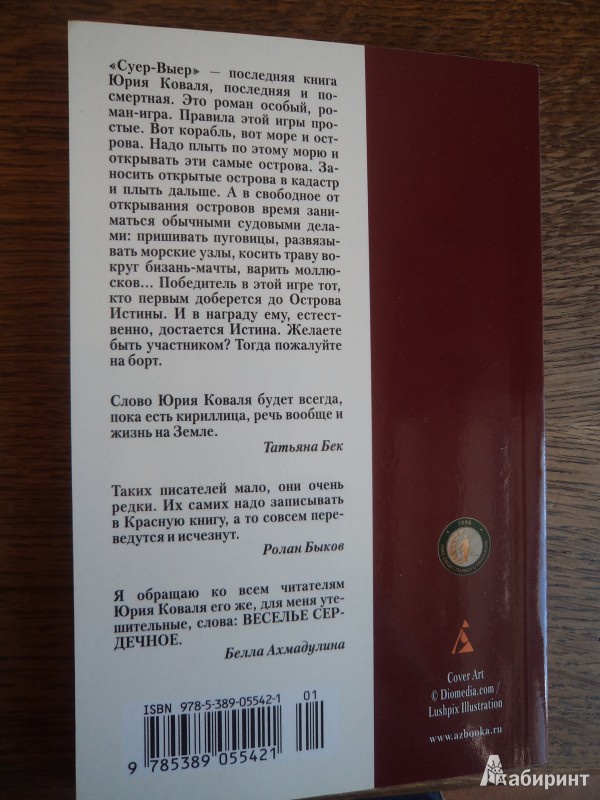 «Суер-Выер» — последняя книга
Юрия Коваля, последняя и по-
смертная. Это роман особый, ро-
ман-игра. Правила этой игры про-
стые. Вот корабль, вот море и ост-
рова. Надо плыть по этому морю и
открывать эти самые острова. За-
носить открытые острова в кадастр
и плыть дальше. А в свободное от
открывания островов время зани-
маться обычными судовыми дела-
ми: пришивать пуговицы, развязы-
вать морские узлы, косить траву во-
круг бизань-мачты, варить моллю-
сков... Победитель в этой игре тот,
кто первым доберется до Острова
Истины. И в награду ему, естест-
венно, достается Истина. Желаете
быть участником? Тогда пожалуйте
на борт.
Слово Юрия Коваля будет всегда,
пока есть кириллица, речь вообще и
жизнь на Земле.
Татьяна Бек
Таких писателей мало, они очень
редки. Их самих надо записывать
в Красную книгу, а то совсем пере-
ведутся и исчезнут.
Ролан Быков
Я обращаю ко всем читателям
Юрия Коваля его же, для меня уте-
шительные, слова: ВЕСЕЛЬЕ СЕР-
ДЕЧНОЕ.
Белла Ахмадулина
ISBN 978-5-389-05542-1
01
9 785389 055421
1998
Cover Art
© Diomedia.com /
Lushpix Illustration
www.azbooka.ru
Лабиринт